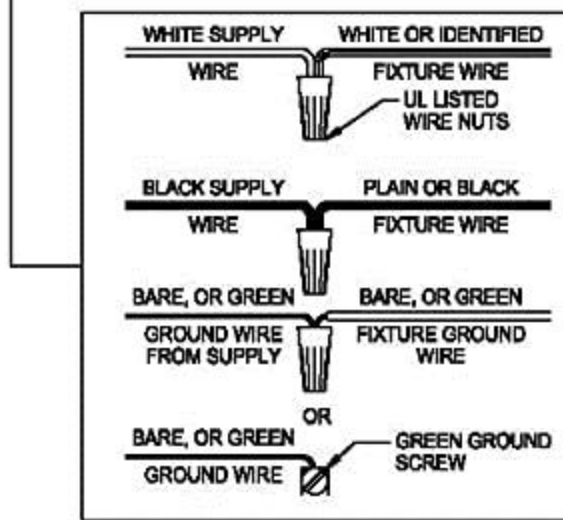 WHITE SUPPLY WIRE
WHITE OR IDENTIFIED FIXTURE WIRE
UL LISTED
WIRE NUTS
BLACK SUPPLY WIRE
PLAIN OR BLACK FIXTURE WIRE
BARE, OR GREEN
GROUND WIRE
FROM SUPPLY
BARE, OR GREEN
FIXTURE GROUND
WIRE
OR
BARE, OR GREEN
GROUND WIRE
GREEN GROUND
SCREW